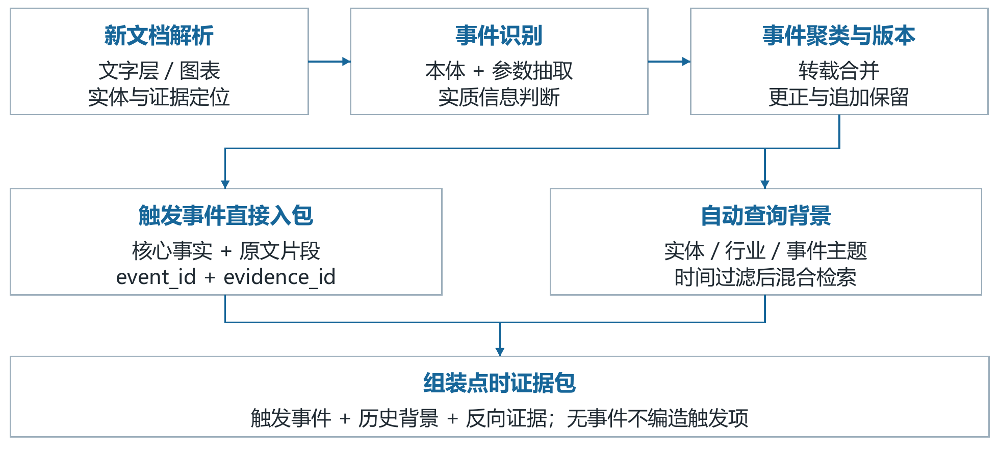 新文档解析
文字层 / 图表
实体与证据定位
事件识别
本体 + 参数抽取
实质信息判断
事件聚类与版本
转载合并
更正与追加保留
触发事件直接入包
核心事实 + 原文片段
event_id + evidence_id
自动查询背景
实体 / 行业 / 事件主题
时间过滤后混合检索
组装点时证据包
触发事件 + 历史背景 + 反向证据；无事件不编造触发项